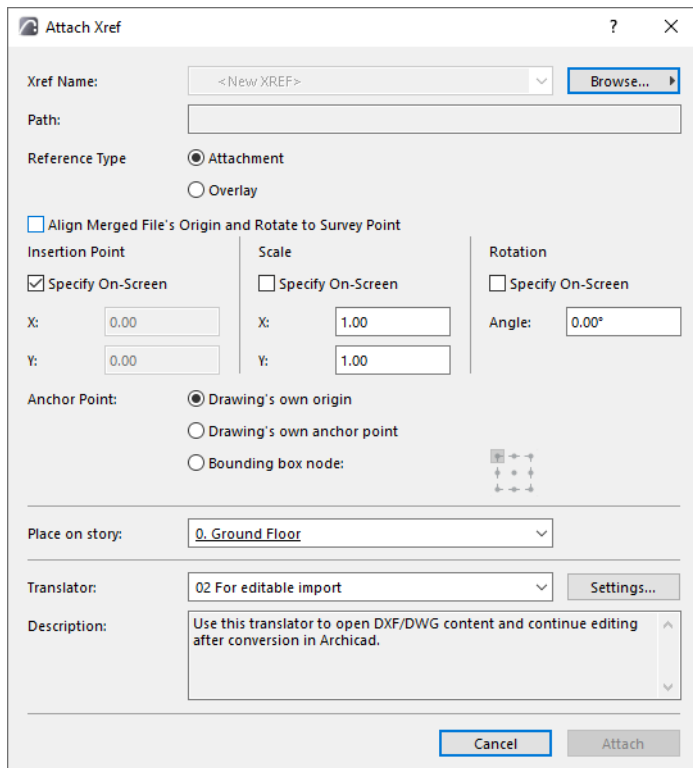 Attach Xref
?
Xref Name:
<New XREF>
Browse...
Path:
Reference Type
Attachment
Overlay
Align Merged File's Origin and Rotate to Survey Point
Insertion Point Scale Rotation
Specify On-Screen Specify On-Screen Specify On-Screen
X: 0.00 X: 1.00 Angle: 0.00°
Y: 0.00 Y: 1.00
Anchor Point:
Drawing's own origin
Drawing's own anchor point
Bounding box node:
Place on story: 0. Ground Floor
Translator: 02 For editable import Settings...
Description: Use this translator to open DXF/DWG content and continue editing
after conversion in Archicad.
Cancel Attach